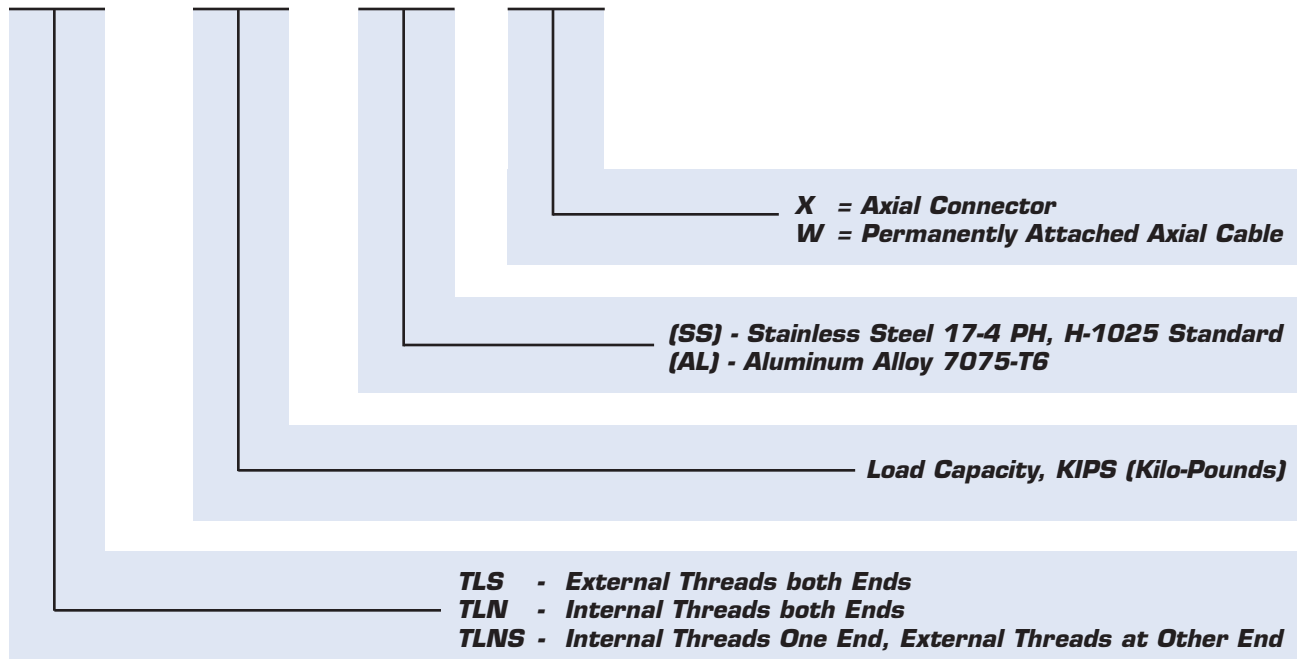 X = Axial Connector
W = Permanently Attached Axial Cable
(SS) - Stainless Steel 17-4 PH, H-1025 Standard
(AL) - Aluminum Alloy 7075-T6
Load Capacity, KIPS (Kilo-Pounds)
TLS - External Threads both Ends
TLN - Internal Threads both Ends
TLNS - Internal Threads One End, External Threads at Other End